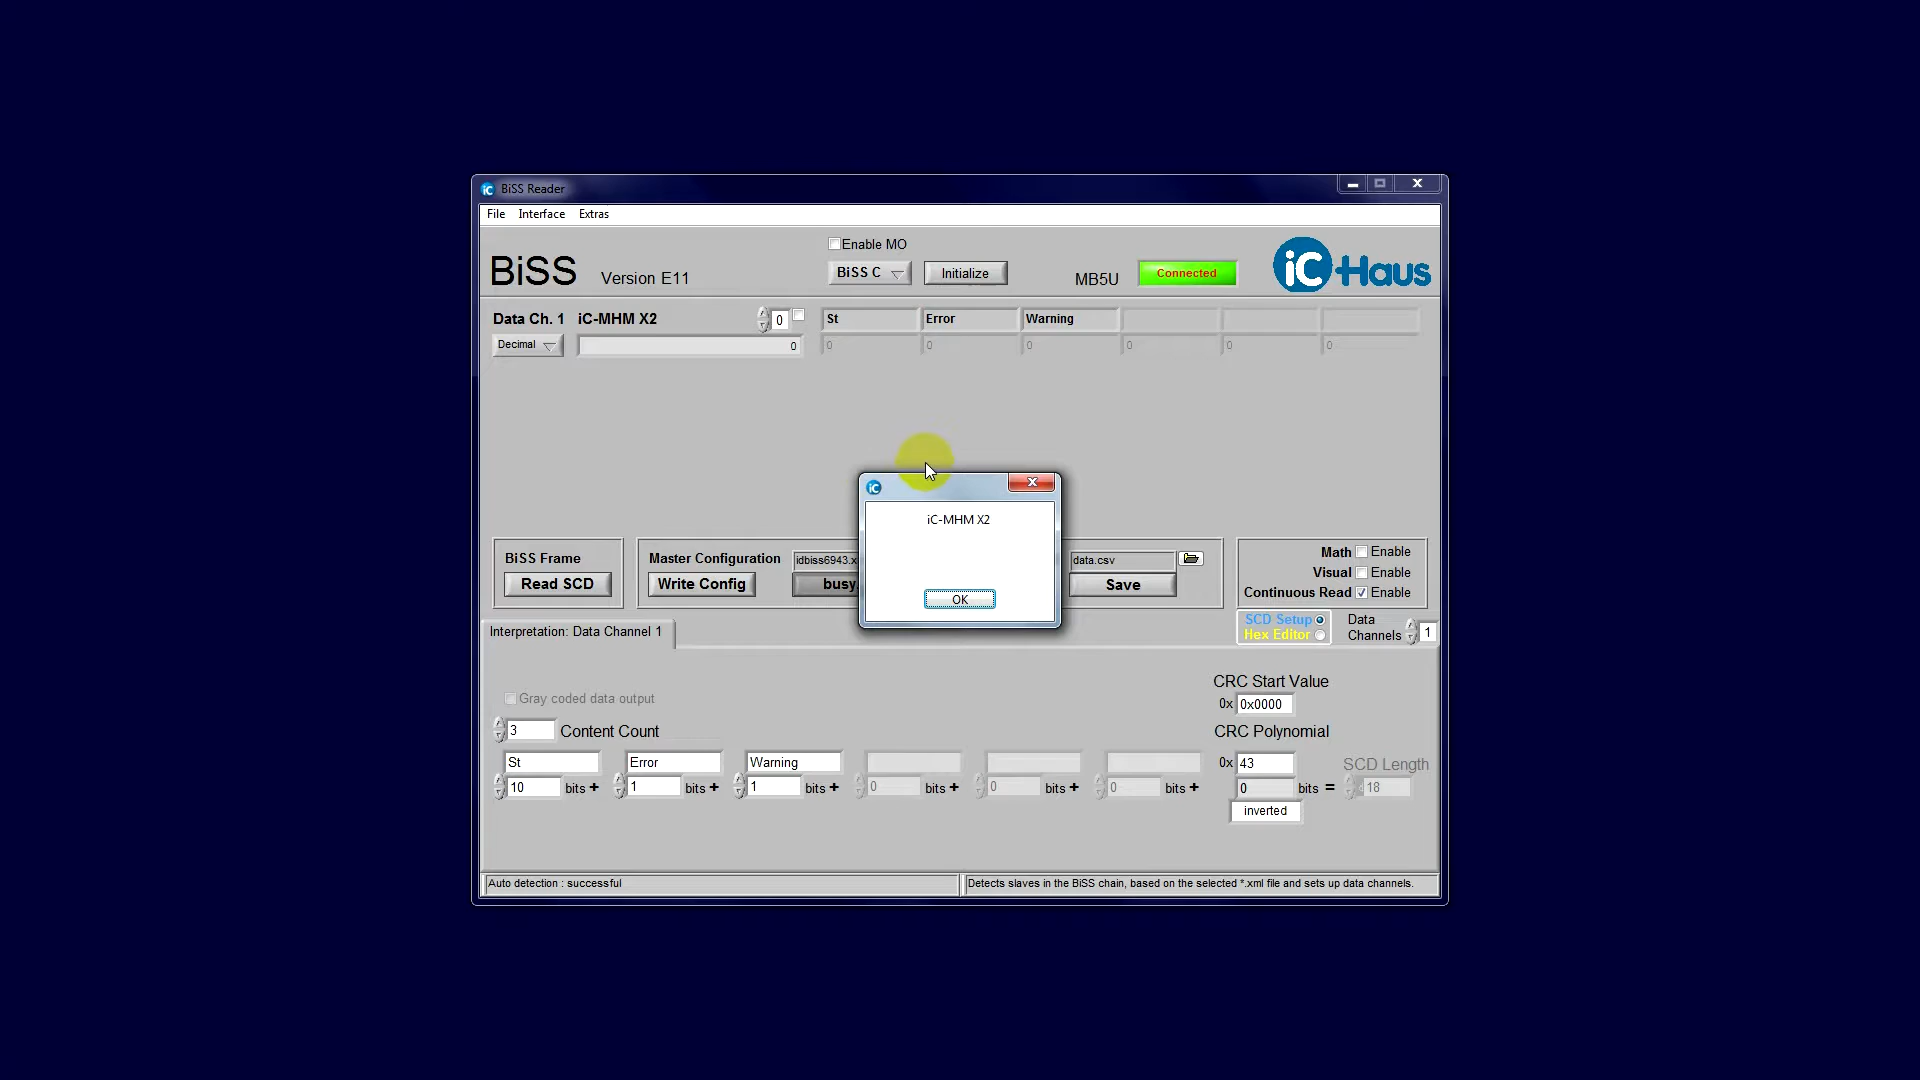 BiSS Reader
File Interface Extras
Enable MO
BiSS Version E11 BiSS C Initialize MB5U Connected iC-Haus
Data Ch. 1 iC-MHM X2 0 St Error Warning
Decimal 0 0 0 0 0 0 0
iC-MHM X2
OK
BiSS Frame
Read SCD
Master Configuration idbiss6943.x
Write Config busy
data.csv
Save
Math Enable
Visual Enable
Continuous Read Enable
SCD Setup
Hex Editor
Data
Channels 1
Interpretation: Data Channel 1
Gray coded data output
3 Content Count
St Error Warning
10 bits + 1 bits + 1 bits + 0 bits + 0 bits + 0 bits +
CRC Start Value
0x 0x0000
CRC Polynomial
0x 43 SCD Length
0 bits = 18
inverted
Auto detection : successful
Detects slaves in the BiSS chain, based on the selected *.xml file and sets up data channels.